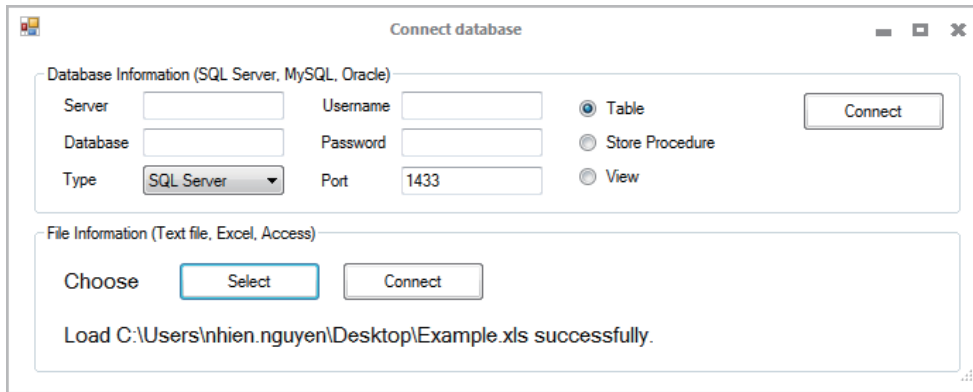 Connect database
Database Information (SQL Server, MySQL, Oracle)
Server Username Table Connect
Database Password Store Procedure
Type SQL Server Port 1433 View
File Information (Text file, Excel, Access)
Choose Select Connect
Load C:\Users\nhien.nguyen\Desktop\Example.xls successfully.